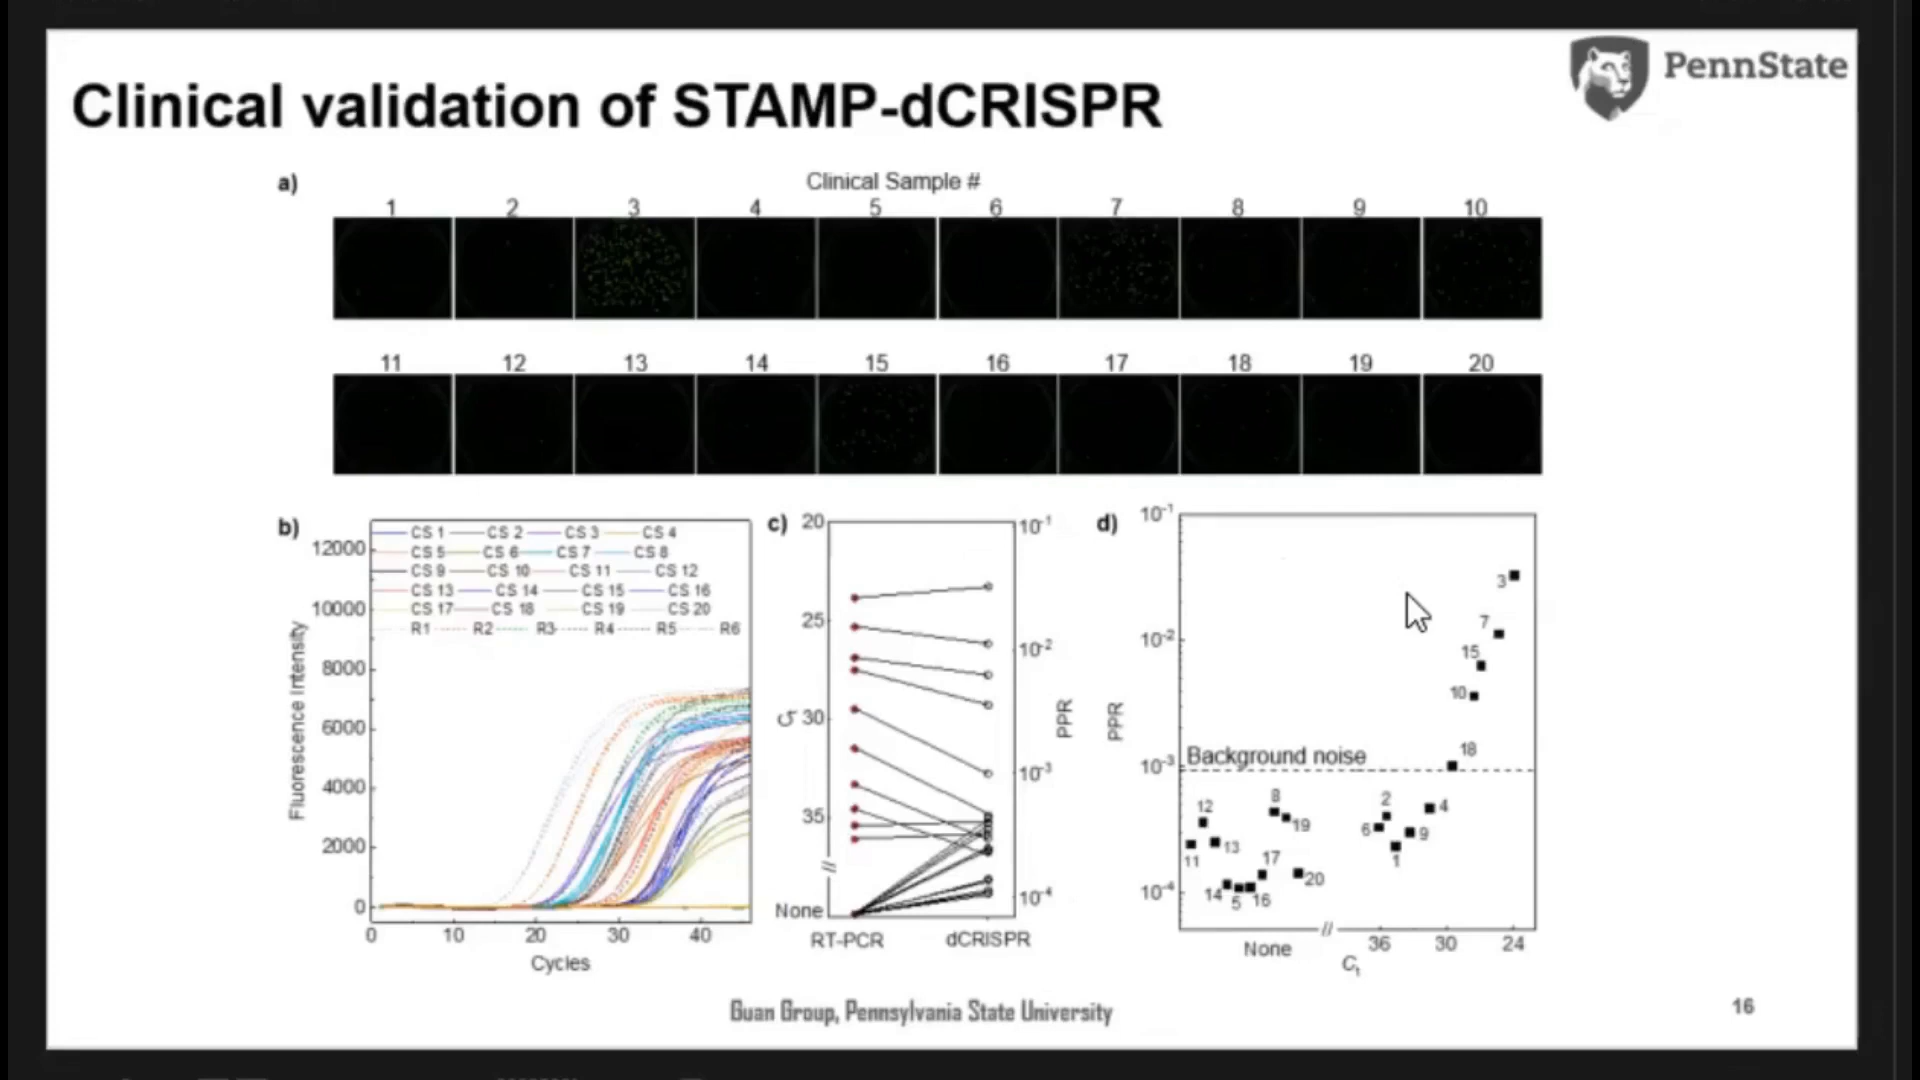 PennState
Clinical validation of STAMP-dCRISPR
a)
Clinical Sample #
1 2 3 4 5 6 7 8 9 10
11 12 13 14 15 16 17 18 19 20
b)
CS 1 CS 2 CS 3 CS 4
CS 5 CS 6 CS 7 CS 8
CS 9 CS 10 CS 11 CS 12
CS 13 CS 14 CS 15 CS 16
CS 17 CS 18 CS 19 CS 20
R1 R2 R3 R4 R5 R6
Fluorescence Intensity
12000
10000
8000
6000
4000
2000
0
0 10 20 30 40
Cycles
c)
Ct
20
25
30
35
None
10-1
10-2
10-3
10-4
PPR
RT-PCR dCRISPR
d)
PPR
10-1
10-2
10-3
10-4
3
7
15
10
18
Background noise
12
8
2
4
19
6
9
11
13
17
1
20
14
5
16
None 36 30 24
Ct
Guan Group, Pennsylvania State University
16